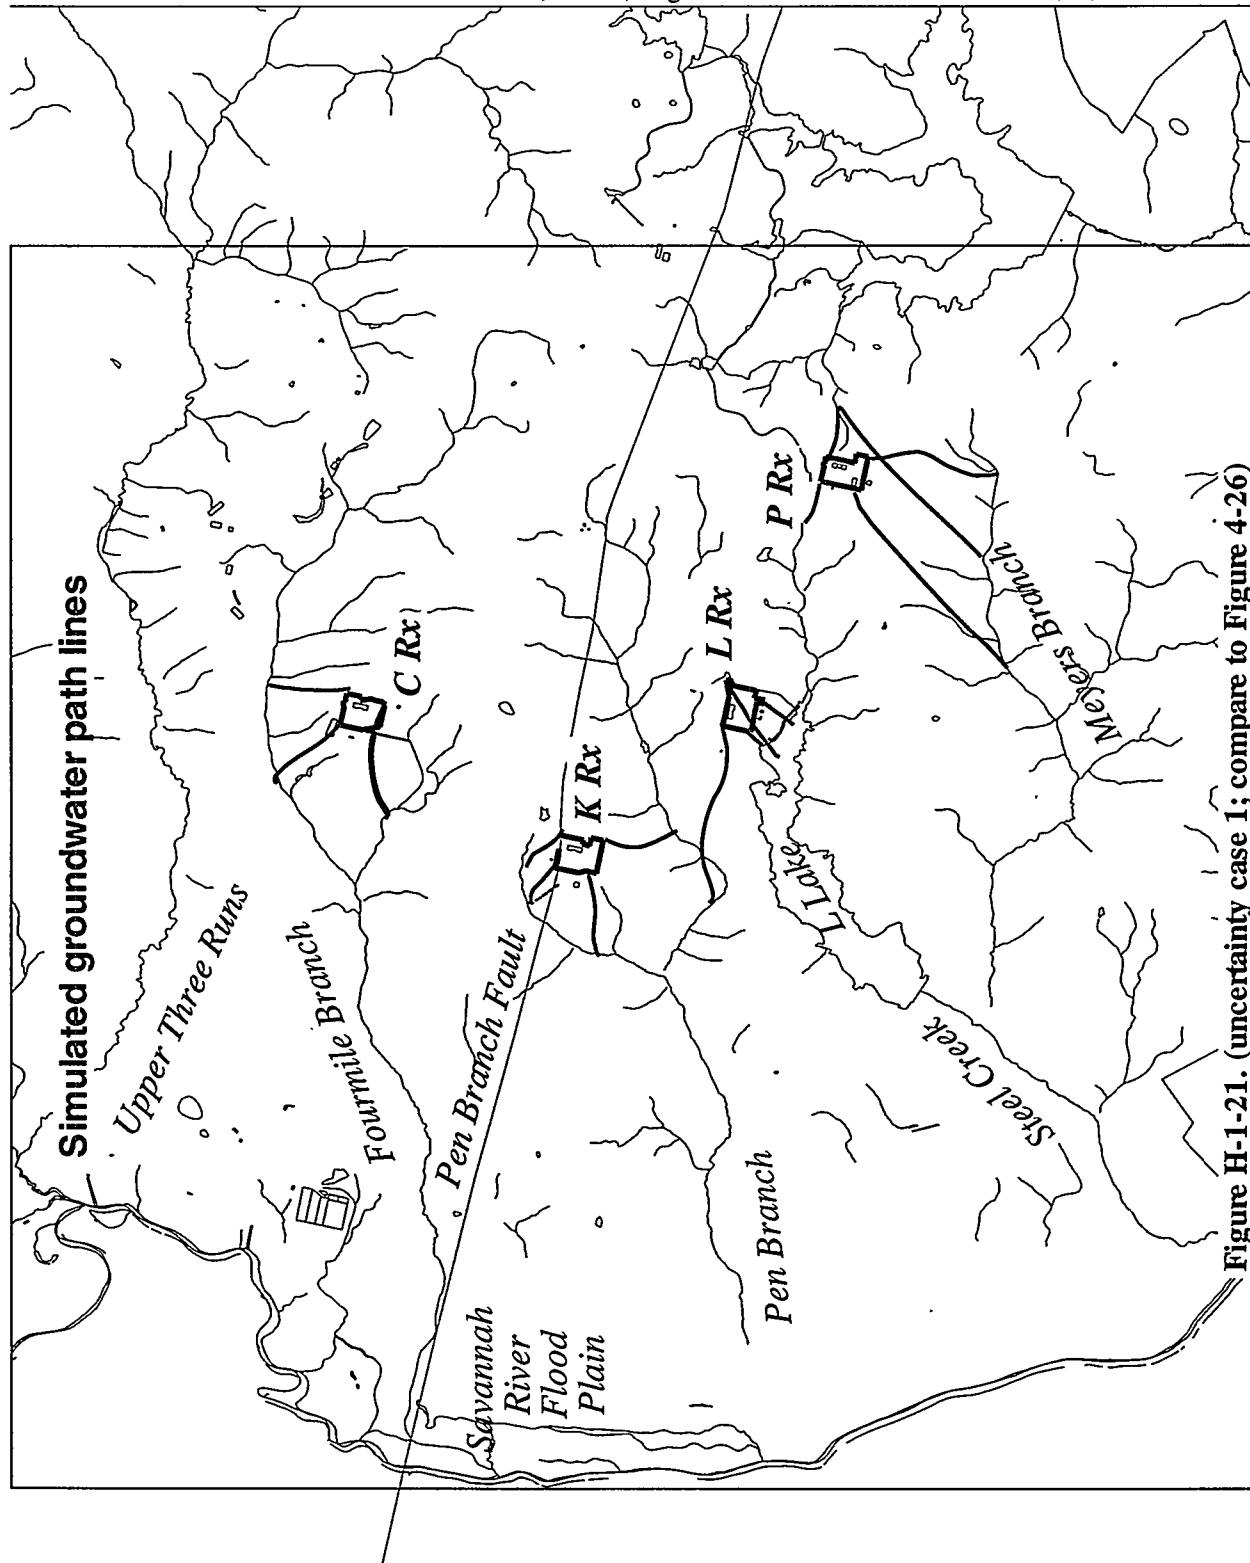 Simulated groundwater path lines
Upper Three Runs
Fourmile Branch
C Rx
Pen Branch Fault
K Rx
L Rx
P Rx
Savannah
River
Flood
Plain
Pen Branch
L Lake
Steel Creek
Meyers Branch
Figure H-1-21. (uncertainty case 1; compare to Figure 4-26)